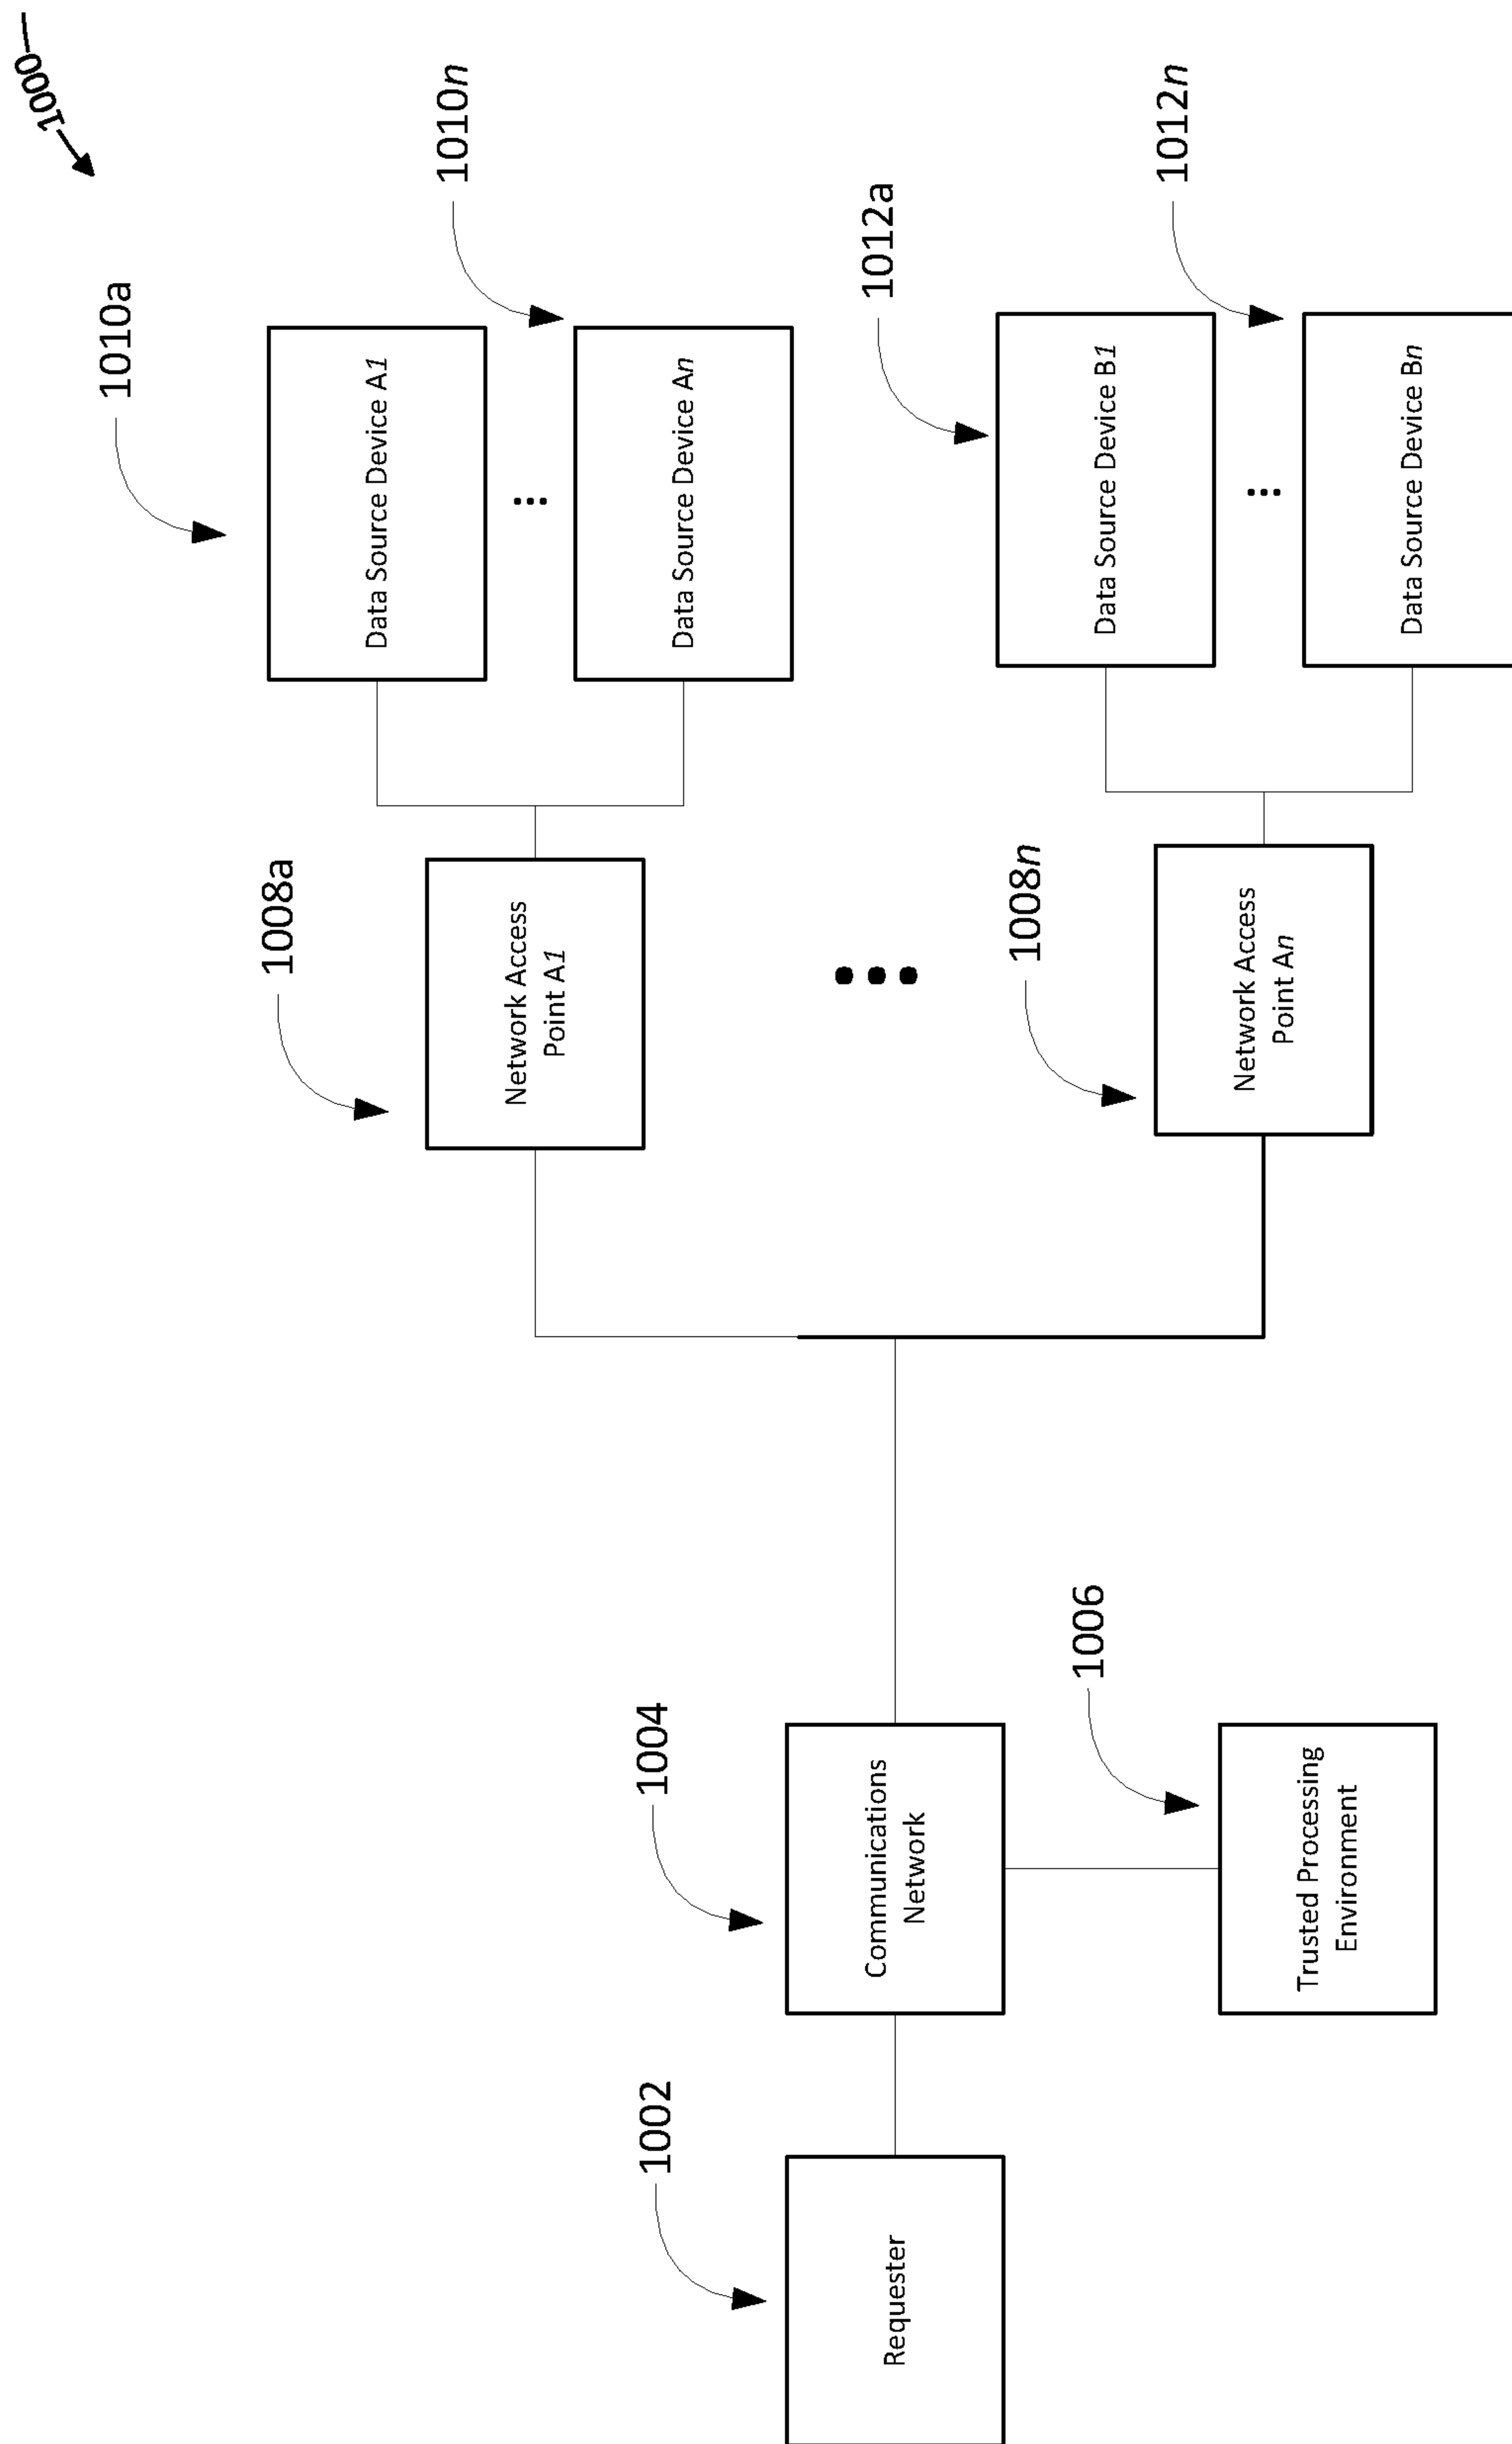 1000
1010a
Data Source Device A1
1010n
⋮
Data Source Device An
1008a
Network Access
Point A1
⋮
1012a
Data Source Device B1
1012n
⋮
Data Source Device Bn
1008n
Network Access
Point An
1004
Communications
Network
1006
Trusted Processing
Environment
1002
Requester